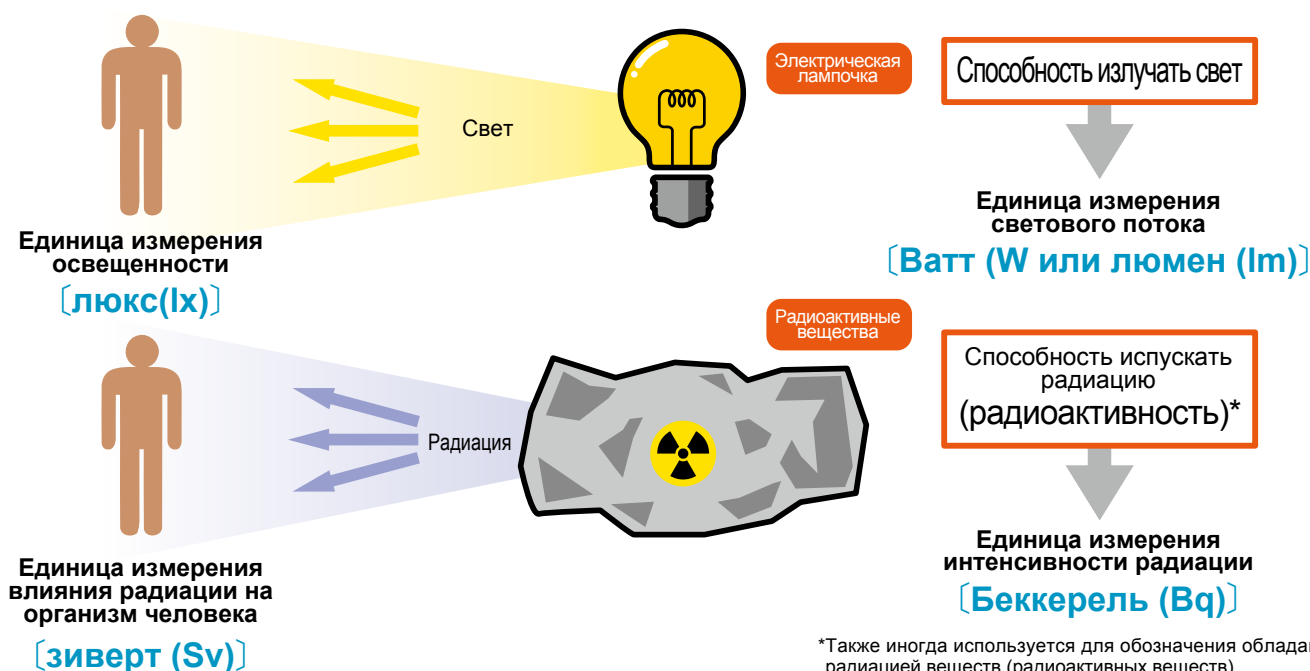 Электрическая
лампочка
Способность излучать свет
Свет
Единица измерения
светового потока
〔Ватт (W или люмен (lm)〕
Единица измерения
освещенности
〔люкс(lx)〕
Радиоактивные
вещества
Способность испускать
радиацию
(радиоактивность)*
Радиация
Единица измерения
интенсивности радиации
〔Беккерель (Bq)〕
Единица измерения
влияния радиации на
организм человека
〔зиверт (Sv)〕
*Также иногда используется для обозначения
радиацией веществ (радиоактивных веществ)